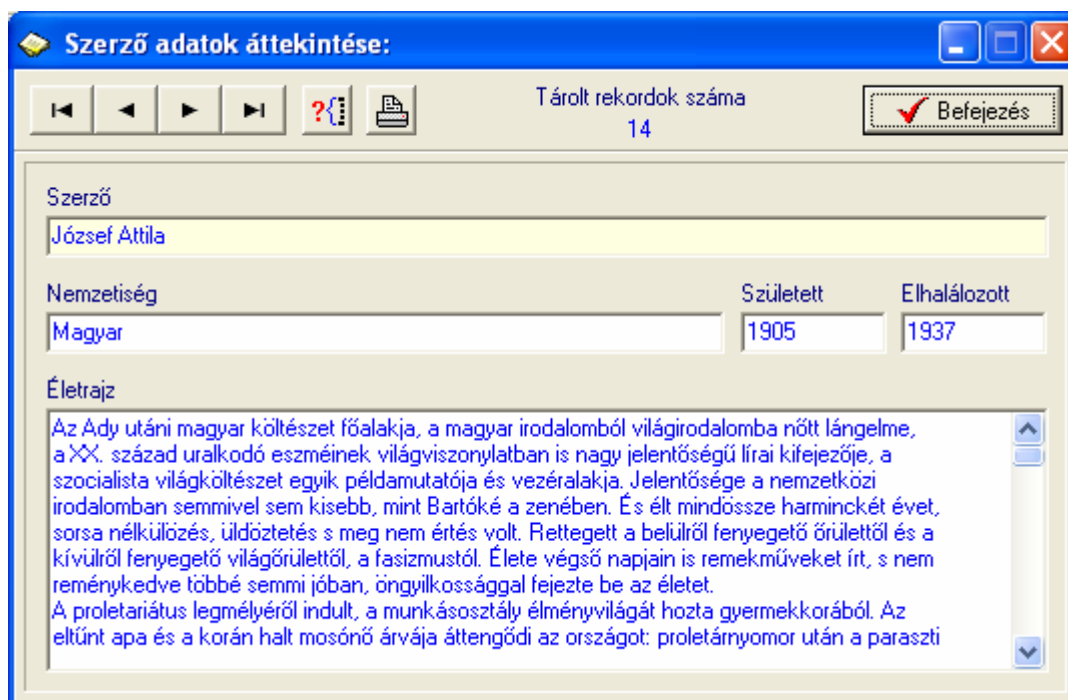 Szerző adatok áttekintése:
Tárolt rekordok száma
14
Befejezés
Szerző
József Attila
Nemzetiség
Született
Elhalálozott
Magyar
1905
1937
Életrajz
Az Ady utáni magyar költészet főalakja, a magyar irodalomból világirodalomba nőtt lángelme,
a XX. század uralkodó eszméinek világviszonylatban is nagy jelentőségű lírai kifejezője, a
szocialista világköltészet egyik példamutatója és vezéralakja. Jelentősége a nemzetközi
irodalomban semmivel sem kisebb, mint Bartóké a zenében. És élt mindössze harminckét évet,
sorsa nélkülözés, üldöztetés s meg nem értés volt. Rettegett a belülről fenyegető őrülettől és a
kívülről fenyegető világőrülettől, a fasizmustól. Élete végső napjain is remekműveket írt, s nem
reménykedve többé semmi jóban, öngyilkossággal fejezte be az életet.
A proletariátus legmélyéről indult, a munkásosztály élményvilágát hozta gyermekkorából. Az
eltűnt apa és a korán halt mosónő árvája áttengődi az országot: proletárnyomor után a paraszti